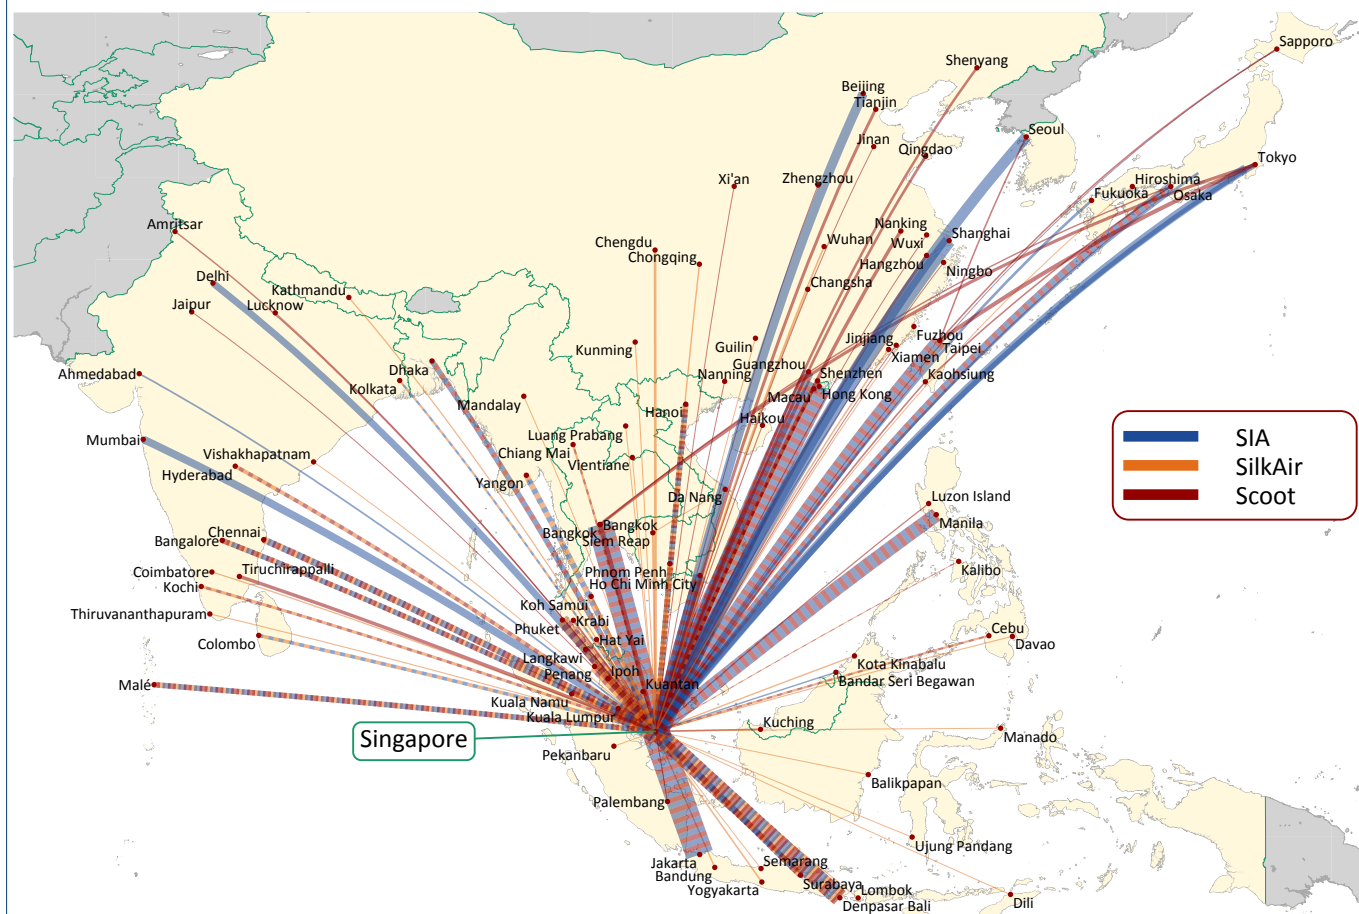 Sapporo
Shenyang
Beijing
Tianjin
Seoul
Jinan
Qingdao
Tokyo
Xi'an
Zhengzhou
Hiroshima
Fukuoka
Osaka
Amritsar
Nanking
Wuxi
Shanghai
Chengdu
Wuhan
Chongqing
Hangzhou
Ningbo
Delhi
Kathmandu
Changsha
Jaipur
Lucknow
Fuzhou
Jinjiang
Taipei
Kunming
Guilin
Xiamen
Guangzhou
Dhaka
Shenzhen
Ahmedabad
Nanning
Kaohsiung
Kolkata
Macau
Hong Kong
Mandalay
Hanoi
Haikou
Luang Prabang
Mumbai
SIA
Chiang Mai
Vishakhapatnam
Vientiane
SilkAir
Hyderabad
Yangon
Da Nang
Luzon Island
Scoot
Manila
Bangkok
Chennai
Bangkok
Bangalore
Siem Reap
Kalibo
Coimbatore
Tiruchirappalli
Phnom Penh
Kochi
Ho Chi Minh City
Koh Samui
Thiruvananthapuram
Krabi
Phuket
Cebu
Colombo
Hat Yai
Davao
Langkawi
Kota Kinabalu
Penang
Ipoh
Bandar Seri Begawan
Malé
Kuantan
Kuala Namu
Kuala Lumpur
Kuching
Singapore
Manado
Pekanbaru
Balikpapan
Palembang
Ujung Pandang
Jakarta
Semarang
Bandung
Surabaya
Yogyakarta
Lombok
Dili
Denpasar Bali